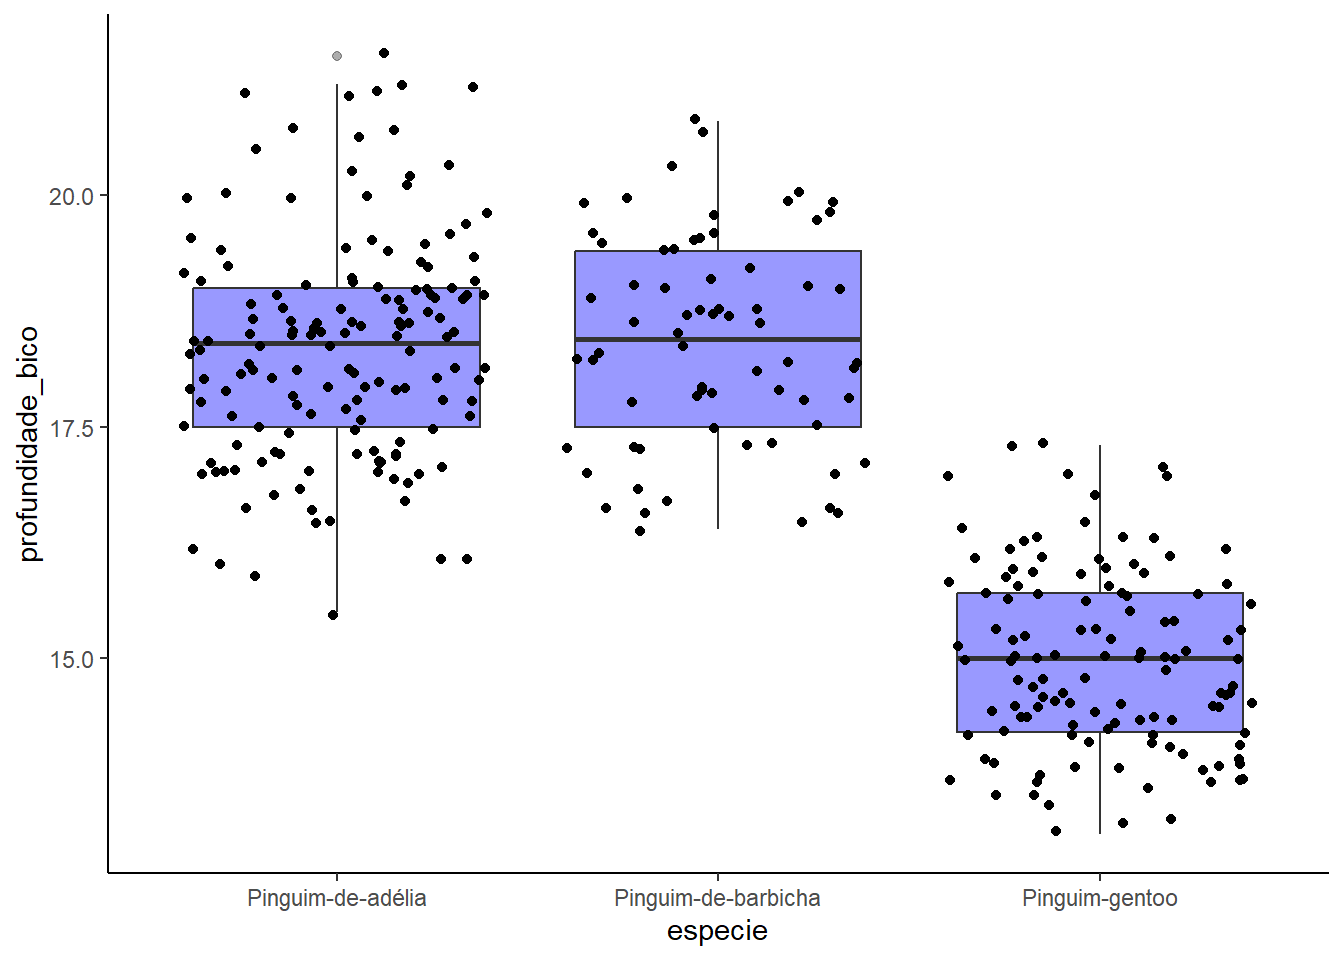 profundidade_bico
20.0
17.5
15.0
Pinguim-de-adélia
Pinguim-de-barbicha
Pinguim-gentoo
especie